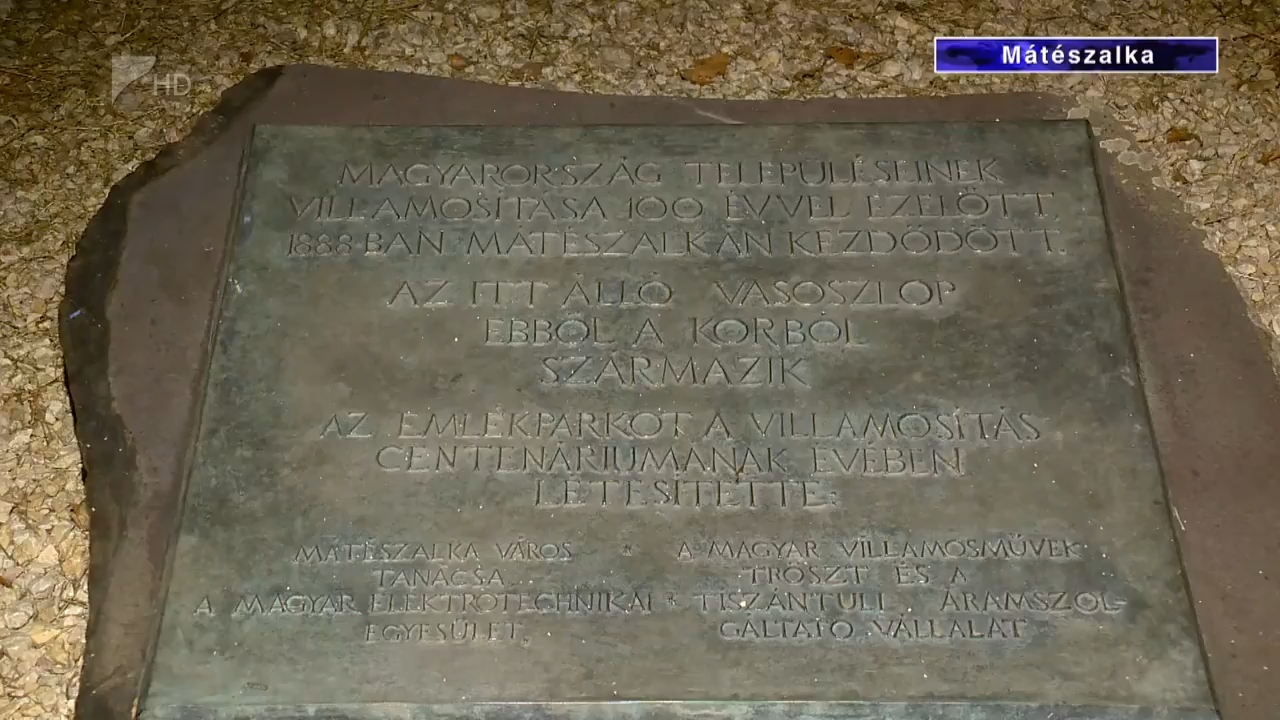 HD
Mátészalka
MAGYARORSZÁG TELEPÜLÉSEINEK
VILLAMOSÍTÁSA 100 ÉVVEL EZELŐTT,
1888-BAN MÁTÉSZALKÁN KEZDŐDÖTT.
AZ ITT ÁLLÓ VASOSZLOP
EBBŐL A KORBÓL
SZÁRMAZIK
AZ EMLÉKPARKOT A VILLAMOSÍTÁS
CENTENÁRIUMÁNAK ÉVÉBEN
LÉTESÍTETTE:
MÁTÉSZALKA VÁROS * A MAGYAR VILLAMOSMŰVEK
TANÁCSA TRÖSZT ÉS A
A MAGYAR ELEKTROTECHNIKAI * TISZÁNTÚLI ÁRAMSZOL-
EGYESÜLET, GÁLTATÓ VÁLLALAT